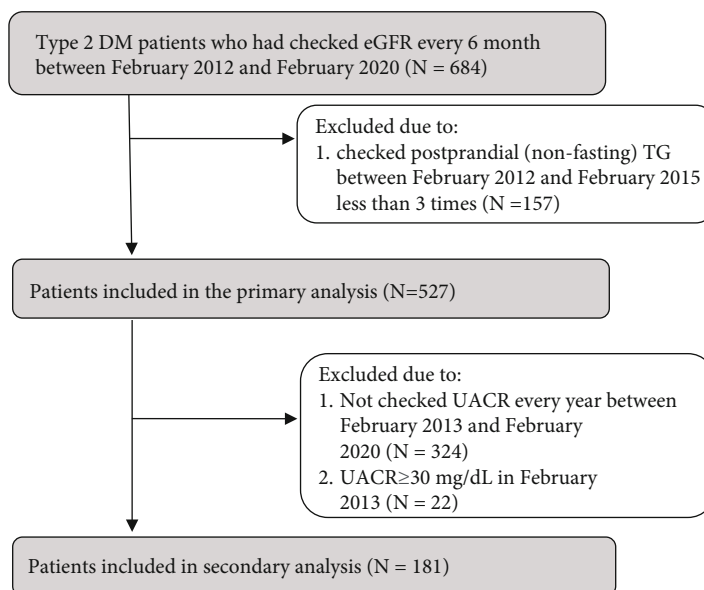 Type 2 DM patients who had checked eGFR every 6 month
between February 2012 and February 2020 (N = 684)
Excluded due to:
1. checked postprandial (non-fasting) TG
between February 2012 and February 2015
less than 3 times (N =157)
Patients included in the primary analysis (N=527)
Excluded due to:
1. Not checked UACR every year between
February 2013 and February
2020 (N = 324)
2. UACR≥30 mg/dL in February
2013 (N = 22)
Patients included in secondary analysis (N = 181)